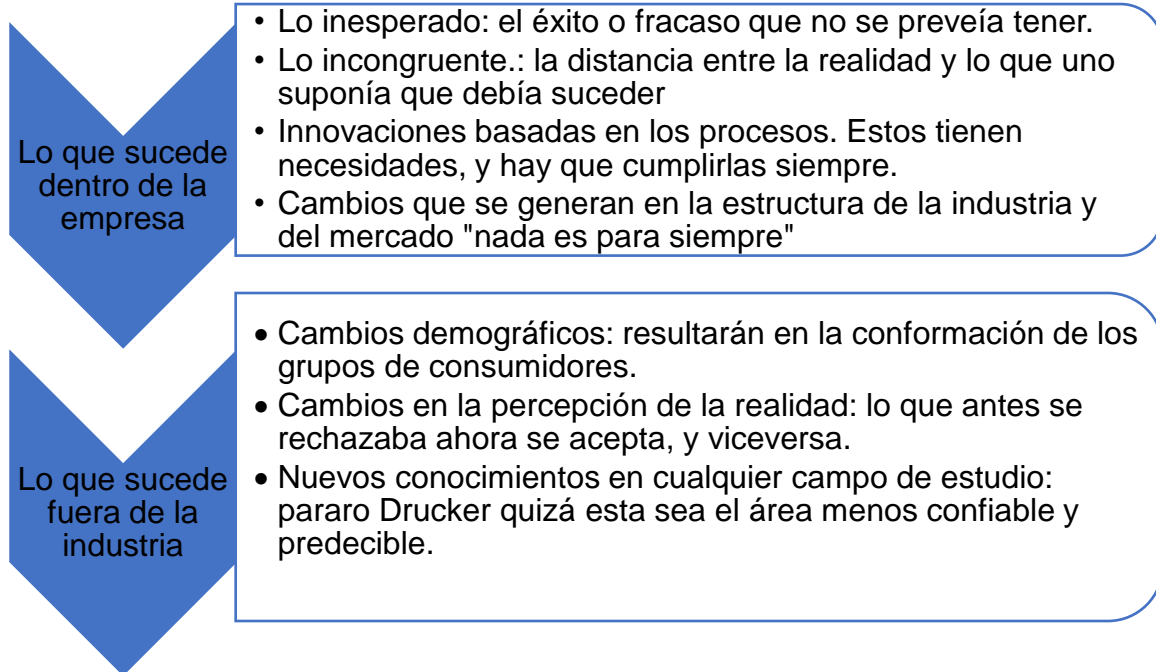 Lo que sucede
dentro de la
empresa
• Lo inesperado: el éxito o fracaso que no se preveía tener.
• Lo incongruente.: la distancia entre la realidad y lo que uno
suponía que debía suceder
• Innovaciones basadas en los procesos. Estos tienen
necesidades, y hay que cumplirlas siempre.
• Cambios que se generan en la estructura de la industria y
del mercado "nada es para siempre"
Lo que sucede
fuera de la
industria
• Cambios demográficos: resultarán en la conformación de los
grupos de consumidores.
• Cambios en la percepción de la realidad: lo que antes se
rechazaba ahora se acepta, y viceversa.
• Nuevos conocimientos en cualquier campo de estudio:
pararo Drucker quizá esta sea el área menos confiable y
predecible.